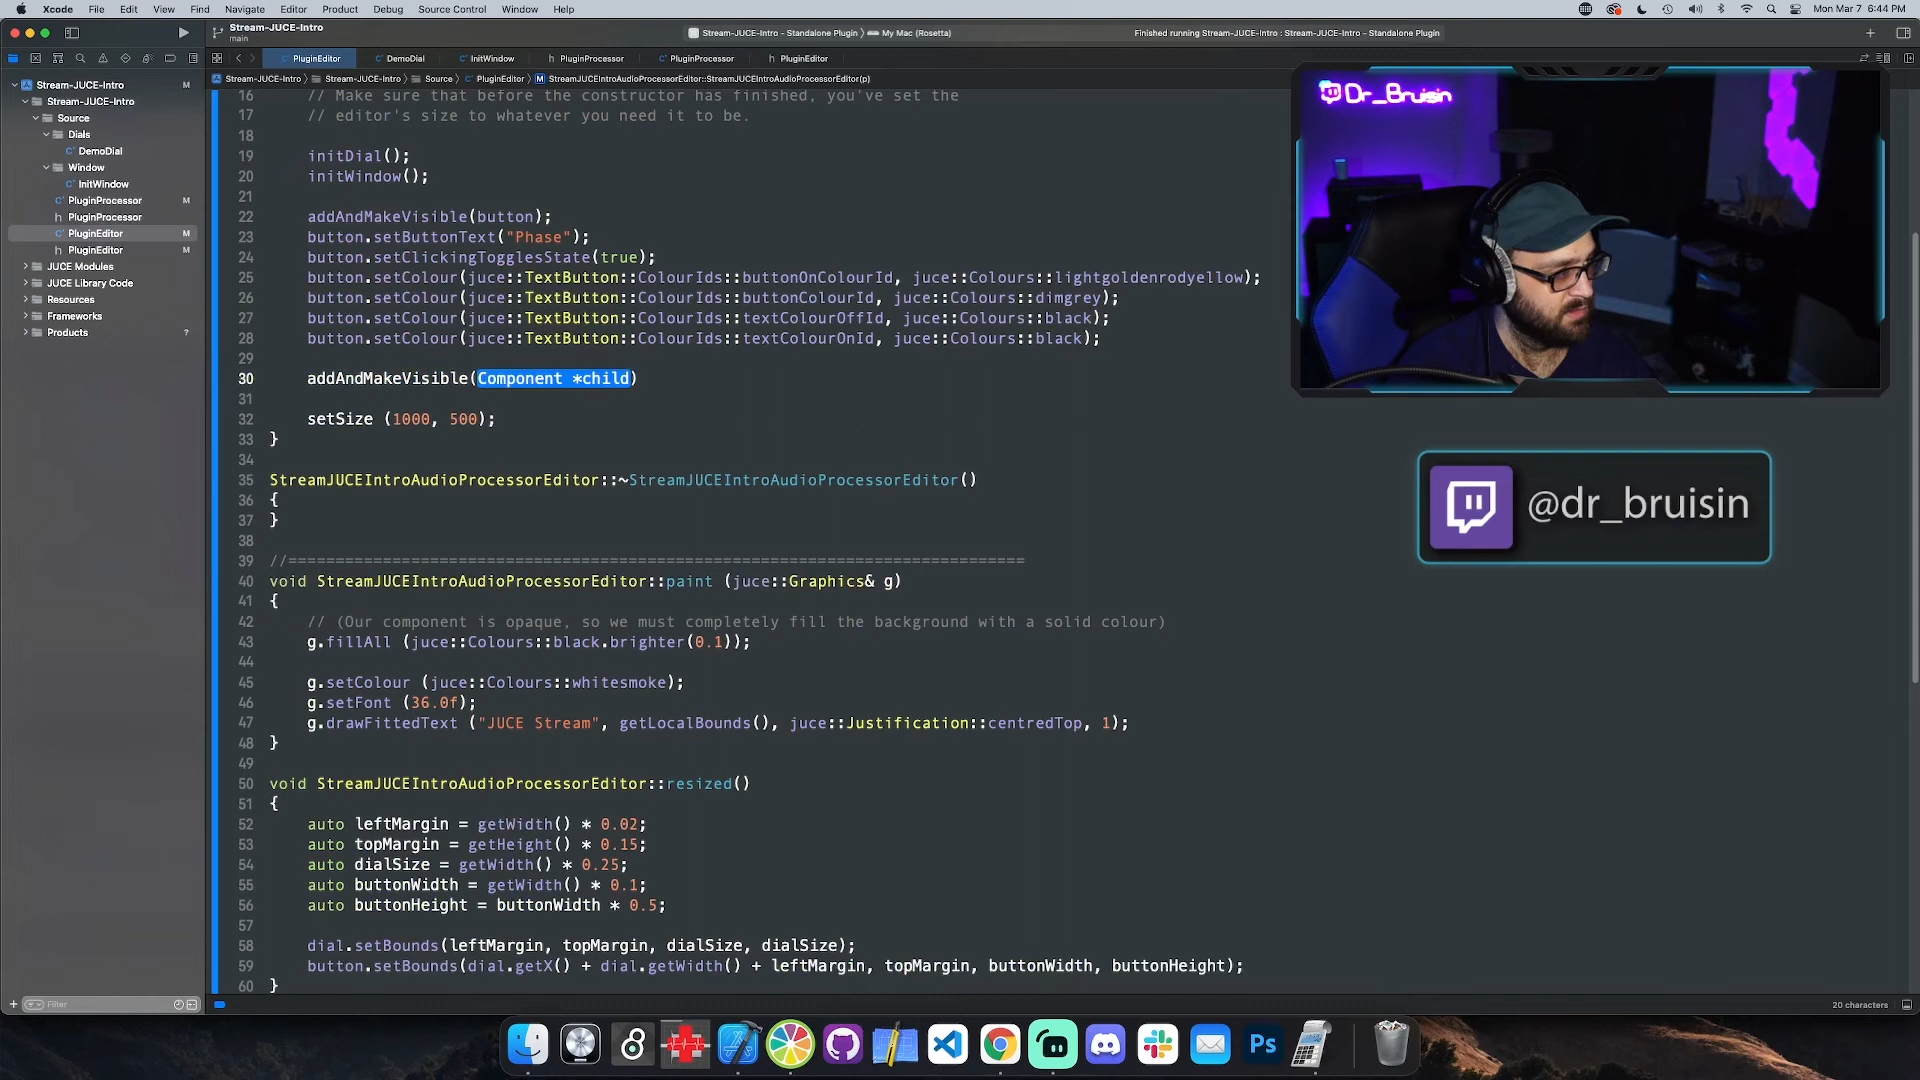 Xcode File Edit View Find Navigate Editor Product Debug Source Control Window Help
Mon Mar 7 6:44 PM
Stream-JUCE-Intro
main
Stream-JUCE-Intro – Standalone Plugin › My Mac (Rosetta)
Finished running Stream-JUCE-Intro : Stream-JUCE-Intro - Standalone Plugin
PluginEditor DemoDial InitWindow PluginProcessor PluginProcessor PluginEditor
Stream-JUCE-Intro › Stream-JUCE-Intro › Source › PluginEditor › M StreamJUCEIntroAudioProcessorEditor::StreamJUCEIntroAudioProcessorEditor(p)
Stream-JUCE-Intro M
Stream-JUCE-Intro
Source
Dials
DemoDial
Window
InitWindow
PluginProcessor M
h PluginProcessor
PluginEditor M
h PluginEditor M
JUCE Modules
JUCE Library Code
Resources
Frameworks
Products ?
16 // Make sure that before the constructor has finished, you've set the
17 // editor's size to whatever you need it to be.
18
19 initDial();
20 initWindow();
21
22 addAndMakeVisible(button);
23 button.setButtonText("Phase");
24 button.setClickingTogglesState(true);
25 button.setColour(juce::TextButton::ColourIds::buttonOnColourId, juce::Colours::lightgoldenrodyellow);
26 button.setColour(juce::TextButton::ColourIds::buttonColourId, juce::Colours::dimgrey);
27 button.setColour(juce::TextButton::ColourIds::textColourOffId, juce::Colours::black);
28 button.setColour(juce::TextButton::ColourIds::textColourOnId, juce::Colours::black);
29
30 addAndMakeVisible(Component *child)
31
32 setSize (1000, 500);
33 }
34
35 StreamJUCEIntroAudioProcessorEditor::~StreamJUCEIntroAudioProcessorEditor()
36 {
37 }
38
39 //==============================================================================
40 void StreamJUCEIntroAudioProcessorEditor::paint (juce::Graphics& g)
41 {
42 // (Our component is opaque, so we must completely fill the background with a solid colour)
43 g.fillAll (juce::Colours::black.brighter(0.1));
44
45 g.setColour (juce::Colours::whitesmoke);
46 g.setFont (36.0f);
47 g.drawFittedText ("JUCE Stream", getLocalBounds(), juce::Justification::centredTop, 1);
48 }
49
50 void StreamJUCEIntroAudioProcessorEditor::resized()
51 {
52 auto leftMargin = getWidth() * 0.02;
53 auto topMargin = getHeight() * 0.15;
54 auto dialSize = getWidth() * 0.25;
55 auto buttonWidth = getWidth() * 0.1;
56 auto buttonHeight = buttonWidth * 0.5;
57
58 dial.setBounds(leftMargin, topMargin, dialSize, dialSize);
59 button.setBounds(dial.getX() + dial.getWidth() + leftMargin, topMargin, buttonWidth, buttonHeight);
60 }
Dr_Bruisin
@dr_bruisin
Filter
20 characters
Ps